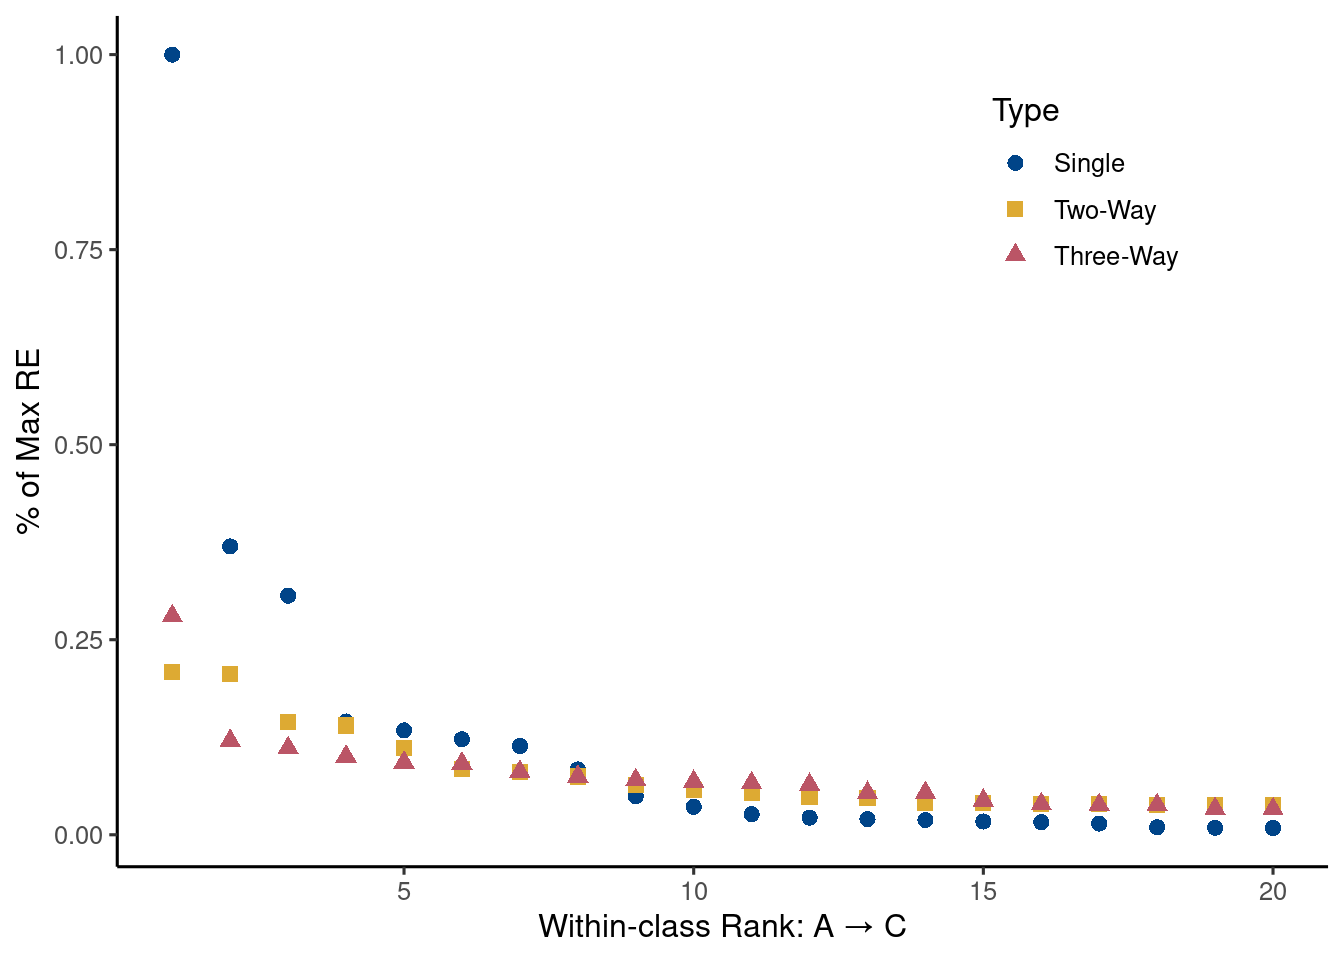 1.00
0.75
0.50
0.25
0.00
% of Max RE
Type
Single
Two-Way
Three-Way
5
10
15
20
Within-class Rank: A → C